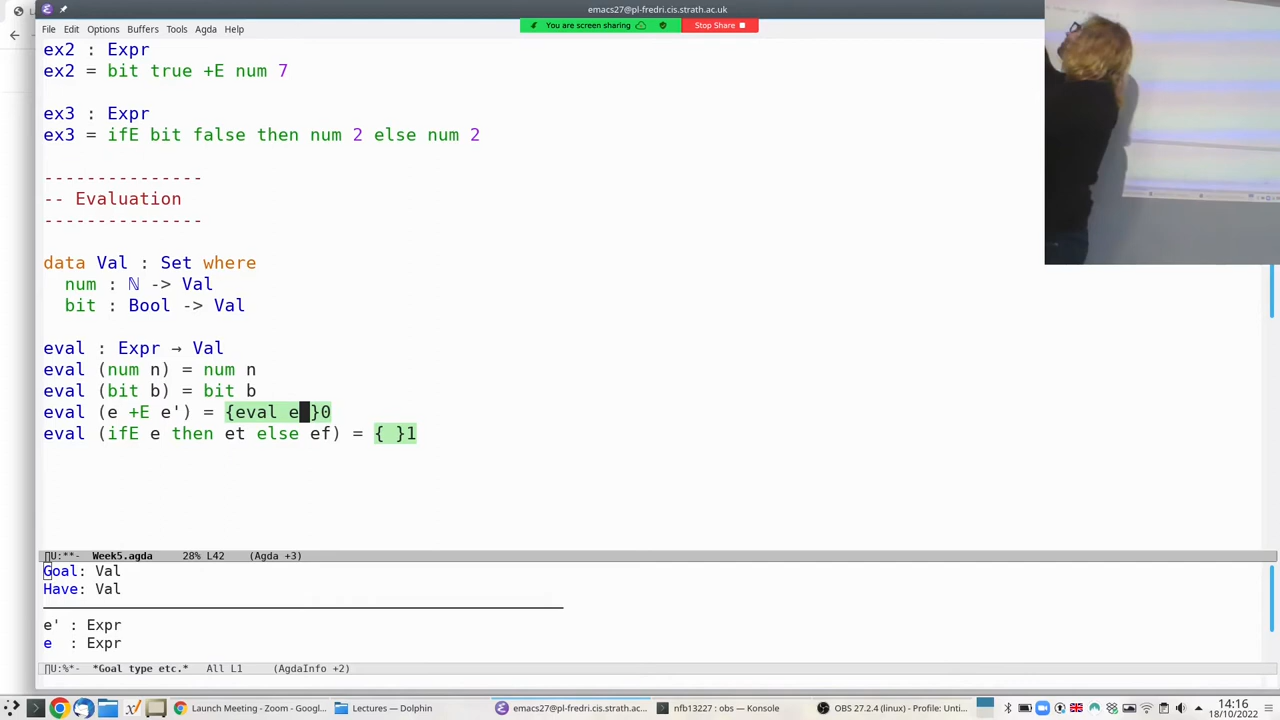 emacs27@pl-fredri.cis.strath.ac.uk
File Edit Options Buffers Tools Agda Help
You are screen sharing
Stop Share
ex2 : Expr
ex2 = bit true +E num 7
ex3 : Expr
ex3 = ifE bit false then num 2 else num 2
---------------
-- Evaluation
---------------
data Val : Set where
num : ℕ -> Val
bit : Bool -> Val
eval : Expr → Val
eval (num n) = num n
eval (bit b) = bit b
eval (e +E e') = {eval e }0
eval (ifE e then et else ef) = { }1
U:**- Week5.agda 28% L42 (Agda +3)
Goal: Val
Have: Val
e' : Expr
e : Expr
U:%*- *Goal type etc.* All L1 (AgdaInfo +2)
Launch Meeting - Zoom - Googl...
Lectures — Dolphin
emacs27@pl-fredri.cis.strath.ac...
nfb13227 : obs — Konsole
OBS 27.2.4 (linux) - Profile: Unti...
14:16
18/10/2022